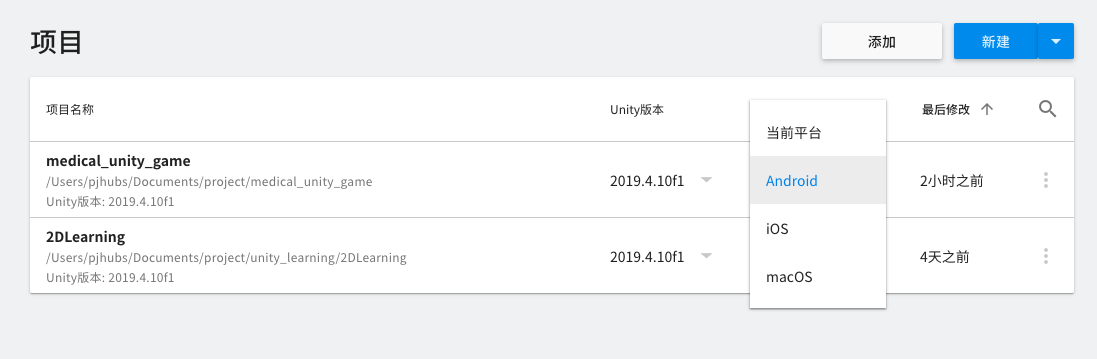 项目
添加
新建
项目名称
Unity版本
最后修改
当前平台
medical_unity_game
/Users/pjhubs/Documents/project/medical_unity_game
Unity版本: 2019.4.10f1
2019.4.10f1
Android
2小时之前
iOS
2DLearning
/Users/pjhubs/Documents/project/unity_learning/2DLearning
Unity版本: 2019.4.10f1
2019.4.10f1
macOS
4天之前